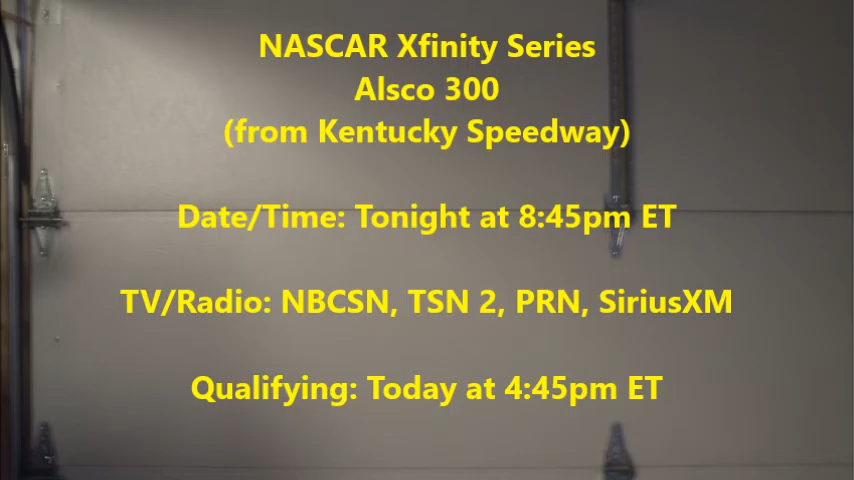 NASCAR Xfinity Series
Alsco 300
(from Kentucky Speedway)
Date/Time: Tonight at 8:45pm ET
TV/Radio: NBCSN, TSN 2, PRN, SiriusXM
Qualifying: Today at 4:45pm ET